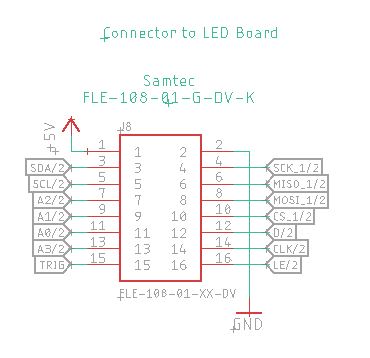 Connector to LED Board
Samtec
FLE-108-01-G-DV-K
+5V
J8
1 1 2 2
SDA/2 3 3 4 4 SCK_1/2
SCL/2 5 5 6 6 MISO_1/2
A2/2 7 7 8 8 MOSI_1/2
A1/2 9 9 10 10 CS_1/2
A0/2 11 11 12 12 D/2
A3/2 13 13 14 14 CLK/2
TRIG 15 15 16 16 LE/2
FLE-108-01-XX-DV
GND